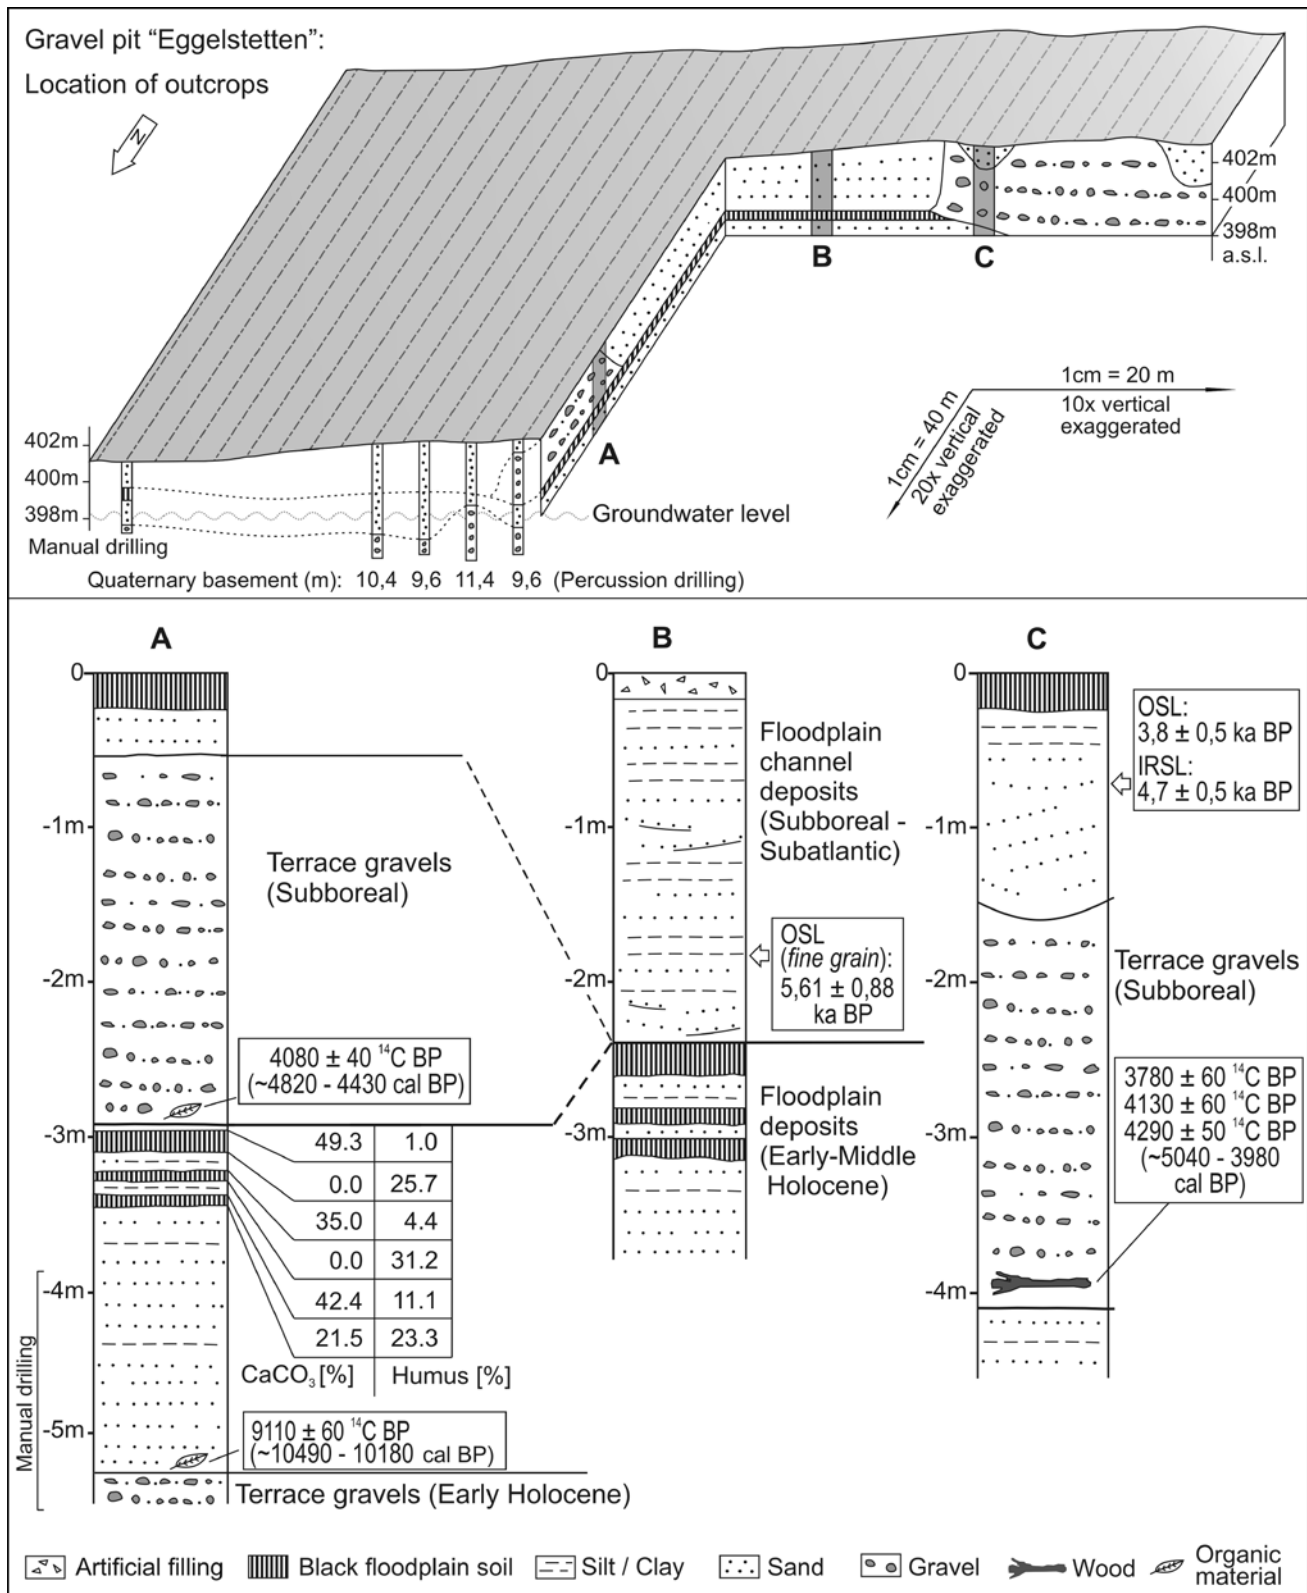 Gravel pit “Eggelstetten”:
Location of outcrops
N
402m
400m
398m
a.s.l.
B
C
A
1cm = 20 m
10x vertical
exaggerated
1cm = 40 m
20x vertical
exaggerated
402m
400m
398m
Groundwater level
Manual drilling
Quaternary basement (m): 10,4 9,6 11,4 9,6 (Percussion drilling)
A
0
-1m
-2m
-3m
-4m
-5m
Manual drilling
Terrace gravels
(Subboreal)
4080 ± 40 ¹⁴C BP
(~4820 - 4430 cal BP)
49.3 1.0
0.0 25.7
35.0 4.4
0.0 31.2
42.4 11.1
21.5 23.3
CaCO₃ [%] Humus [%]
9110 ± 60 ¹⁴C BP
(~10490 - 10180 cal BP)
Terrace gravels (Early Holocene)
B
0
-1m
-2m
-3m
Floodplain
channel
deposits
(Subboreal -
Subatlantic)
OSL
(fine grain):
5,61 ± 0,88
ka BP
Floodplain
deposits
(Early-Middle
Holocene)
C
0
-1m
-2m
-3m
-4m
OSL:
3,8 ± 0,5 ka BP
IRSL:
4,7 ± 0,5 ka BP
Terrace gravels
(Subboreal)
3780 ± 60 ¹⁴C BP
4130 ± 60 ¹⁴C BP
4290 ± 50 ¹⁴C BP
(~5040 - 3980
cal BP)
Artificial filling
Black floodplain soil
Silt / Clay
Sand
Gravel
Wood
Organic
material